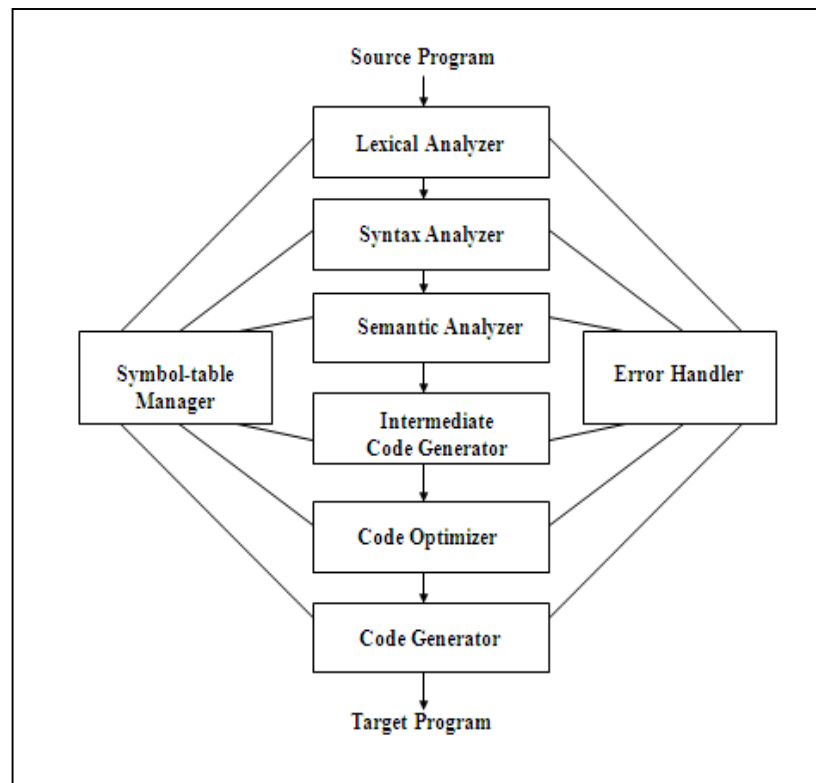 Source Program
Lexical Analyzer
Syntax Analyzer
Semantic Analyzer
Symbol-table
Manager
Error Handler
Intermediate
Code Generator
Code Optimizer
Code Generator
Target Program